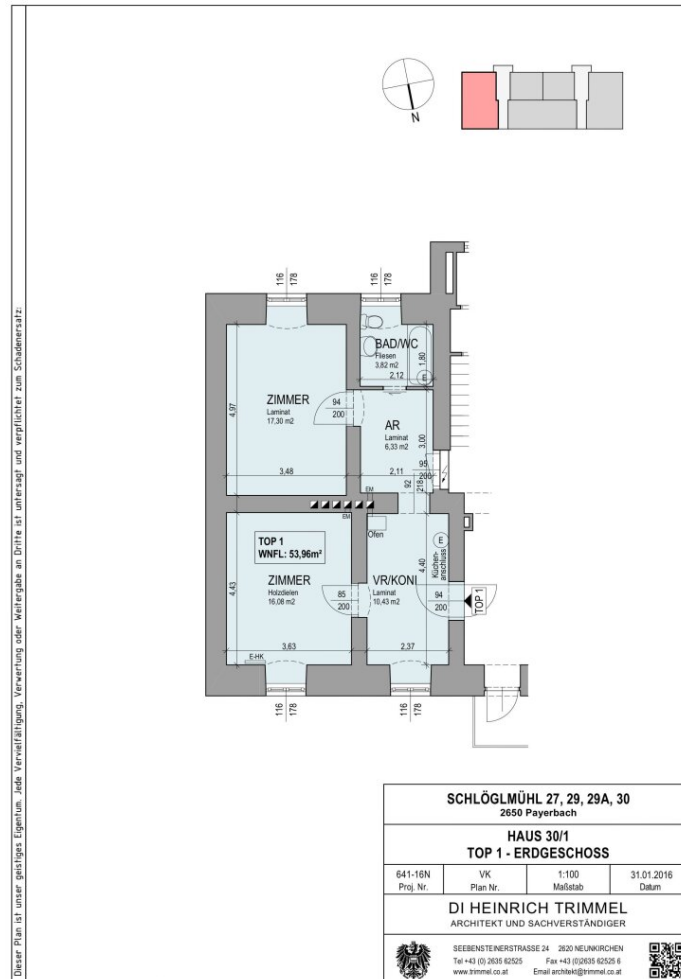 Dieser Plan ist unser geistiges Eigentum. Jede Vervielfältigung, Verwertung oder Weitergabe an Dritte ist untersagt und verpflichtet zum Schadenersatz:
N
116
178
116
178
BAD/WC
Fliesen
3,82 m2
1,80
2,12
E
4,97
ZIMMER
Laminat
17,30 m2
94
200
AR
Laminat
6,33 m2
3,00
3,48
2,11
95
200
92
218
EM
EM
Ofen
TOP 1
WNFL: 53,96m²
E
Küchen-
anschluss
4,43
ZIMMER
Holzdielen
16,08 m2
85
200
VR/KONI
Laminat
10,43 m2
4,40
94
200
TOP 1
3,63
2,37
E-HK
116
178
116
178
SCHLÖGLMÜHL 27, 29, 29A, 30
2650 Payerbach
HAUS 30/1
TOP 1 - ERDGESCHOSS
641-16N VK 1:100 31.01.2016
Proj. Nr. Plan Nr. Maßstab Datum
DI HEINRICH TRIMMEL
ARCHITEKT UND SACHVERSTÄNDIGER
SEEBENSTEINERSTRASSE 24 2620 NEUNKIRCHEN
Tel +43 (0) 2635 62525 Fax +43 (0)2635 62525 6
www.trimmel.co.at Email architekt@trimmel.co.at